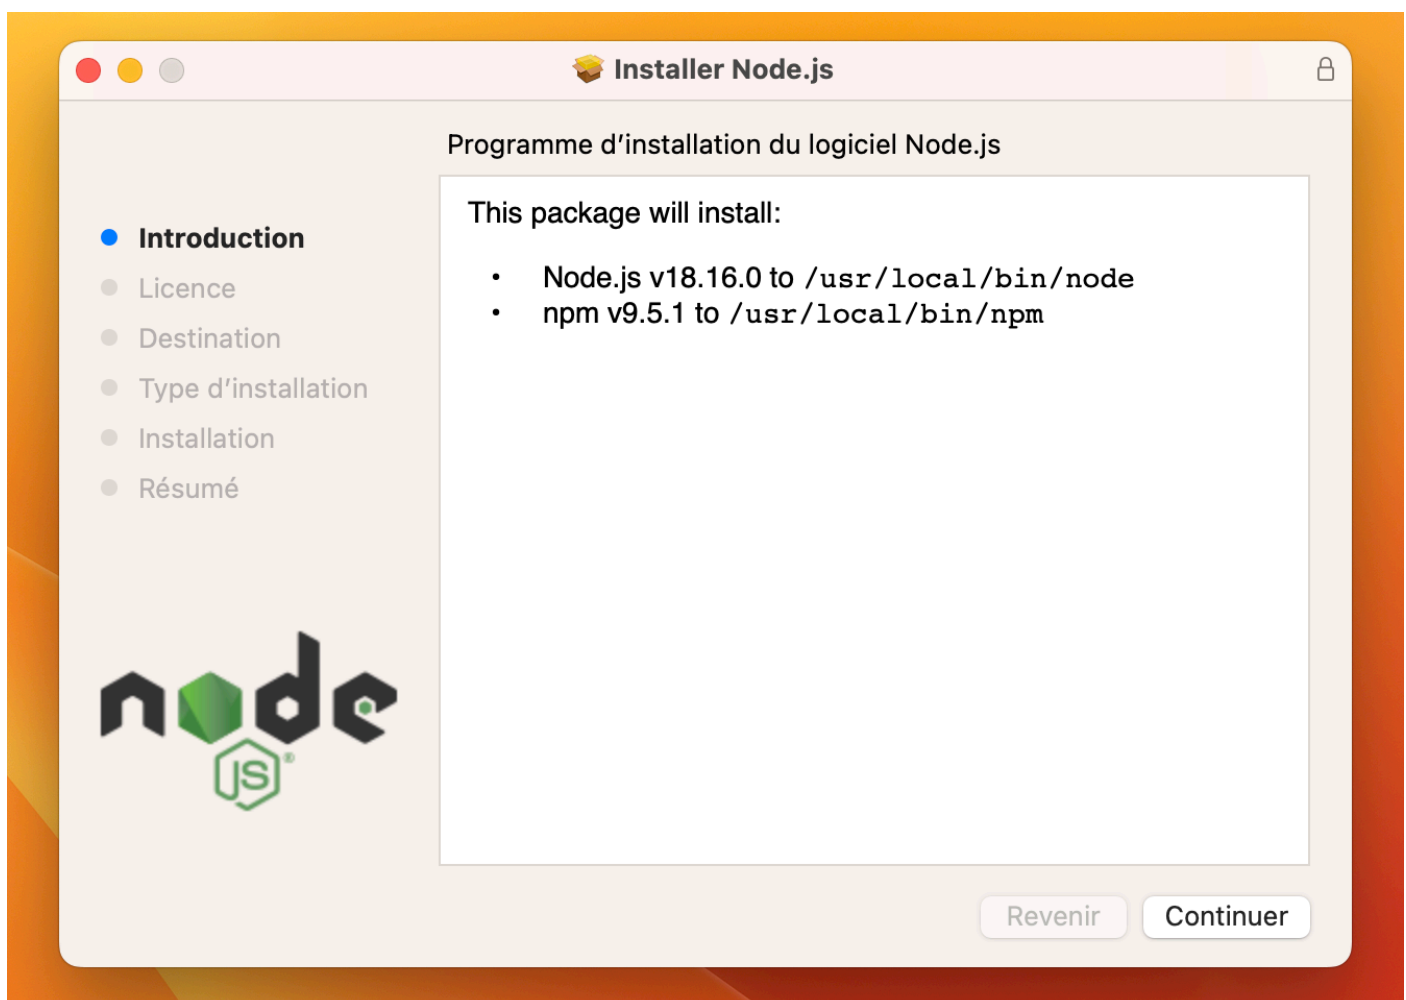 Installer Node.js
Programme d’installation du logiciel Node.js
Introduction
Licence
Destination
Type d’installation
Installation
Résumé
This package will install:
• Node.js v18.16.0 to /usr/local/bin/node
• npm v9.5.1 to /usr/local/bin/npm
node
JS®
Revenir
Continuer